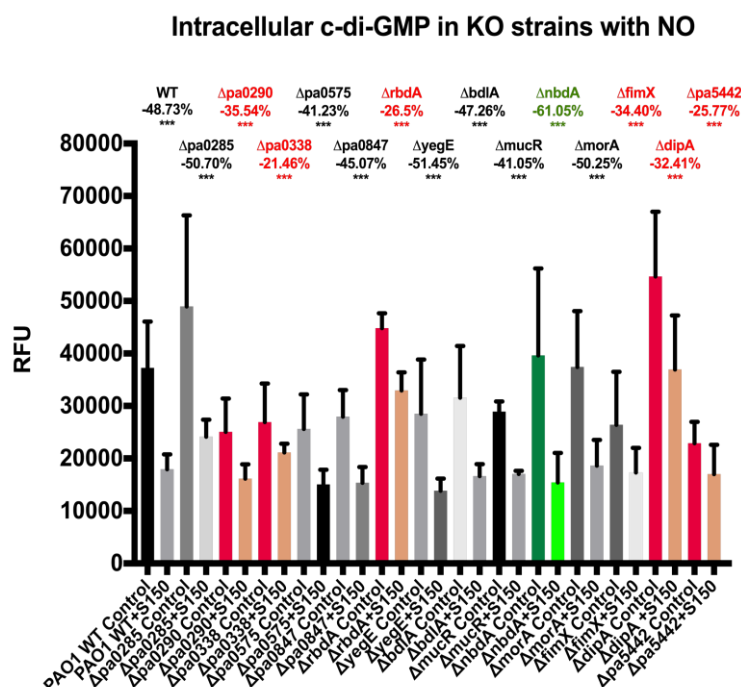 Intracellular c-di-GMP in KO strains with NO
WT Δpa0290 Δpa0575 ΔrbdA ΔbdlA ΔnbdA ΔfimX Δpa5442
-48.73% -35.54% -41.23% -26.5% -47.26% -61.05% -34.40% -25.77%
*** *** *** *** *** *** *** ***
Δpa0285 Δpa0338 Δpa0847 ΔyegE ΔmucR ΔmorA ΔdipA
-50.70% -21.46% -45.07% -51.45% -41.05% -50.25% -32.41%
*** *** *** *** *** *** ***
80000
70000
60000
50000
40000
30000
20000
10000
0
RFU
PAO1 WT Control
PAO1 WT+S150
Δpa0285 Control
Δpa0285+S150
Δpa0290 Control
Δpa0290+S150
Δpa0338 Control
Δpa0338+S150
Δpa0575 Control
Δpa0575+S150
Δpa0847 Control
Δpa0847+S150
ΔrbdA Control
ΔrbdA+S150
ΔyegE Control
ΔyegE+S150
ΔbdlA Control
ΔbdlA+S150
ΔmucR Control
ΔmucR+S150
ΔnbdA Control
ΔnbdA+S150
ΔmorA Control
ΔmorA+S150
ΔfimX Control
ΔfimX+S150
ΔdipA Control
ΔdipA+S150
Δpa5442 Control
Δpa5442+S150